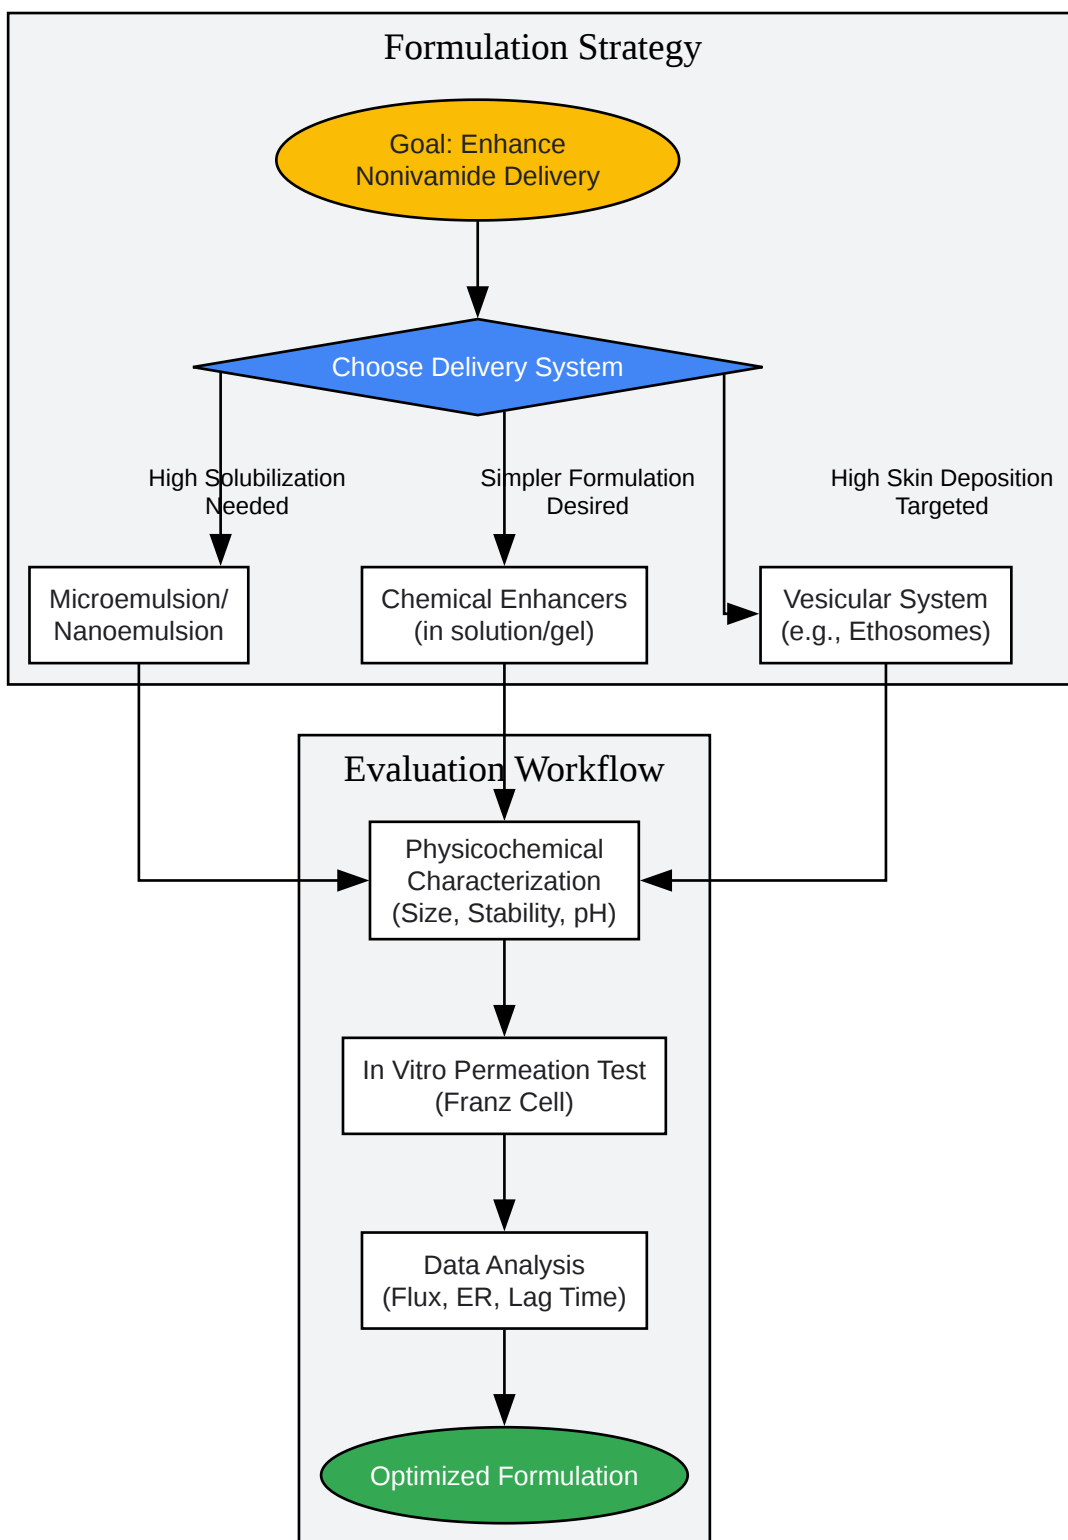 Formulation Strategy
Goal: Enhance
Nonivamide Delivery
Choose Delivery System
High Solubilization
Needed
Simpler Formulation
Desired
High Skin Deposition
Targeted
Microemulsion/
Nanoemulsion
Chemical Enhancers
(in solution/gel)
Vesicular System
(e.g., Ethosomes)
Evaluation Workflow
Physicochemical
Characterization
(Size, Stability, pH)
In Vitro Permeation Test
(Franz Cell)
Data Analysis
(Flux, ER, Lag Time)
Optimized Formulation